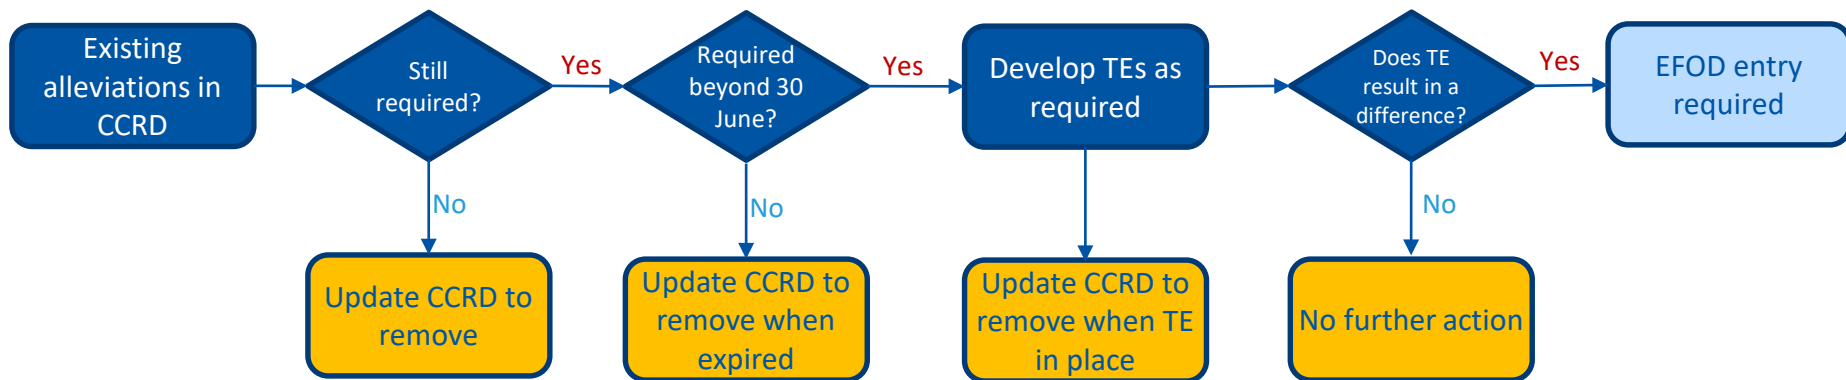 Existing
alleviations in
CCRD
Still
required?
Yes
Required
beyond 30
June?
Yes
Develop TEs as
required
Does TE
result in a
difference?
Yes
EFOD entry
required
No
No
No
Update CCRD to
remove
Update CCRD to
remove when
expired
Update CCRD to
remove when TE
in place
No further action